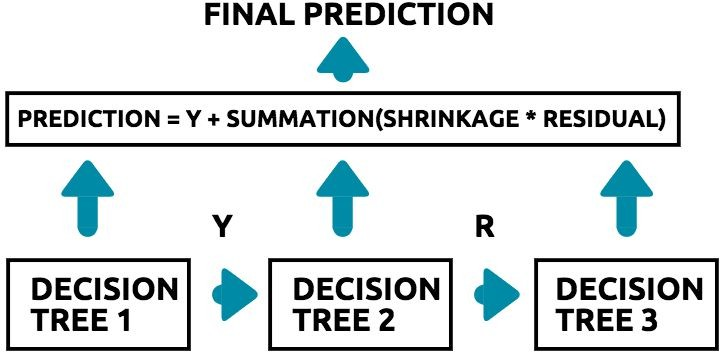 FINAL PREDICTION
PREDICTION = Y + SUMMATION(SHRINKAGE * RESIDUAL)
Y
R
DECISION
TREE 1
DECISION
TREE 2
DECISION
TREE 3